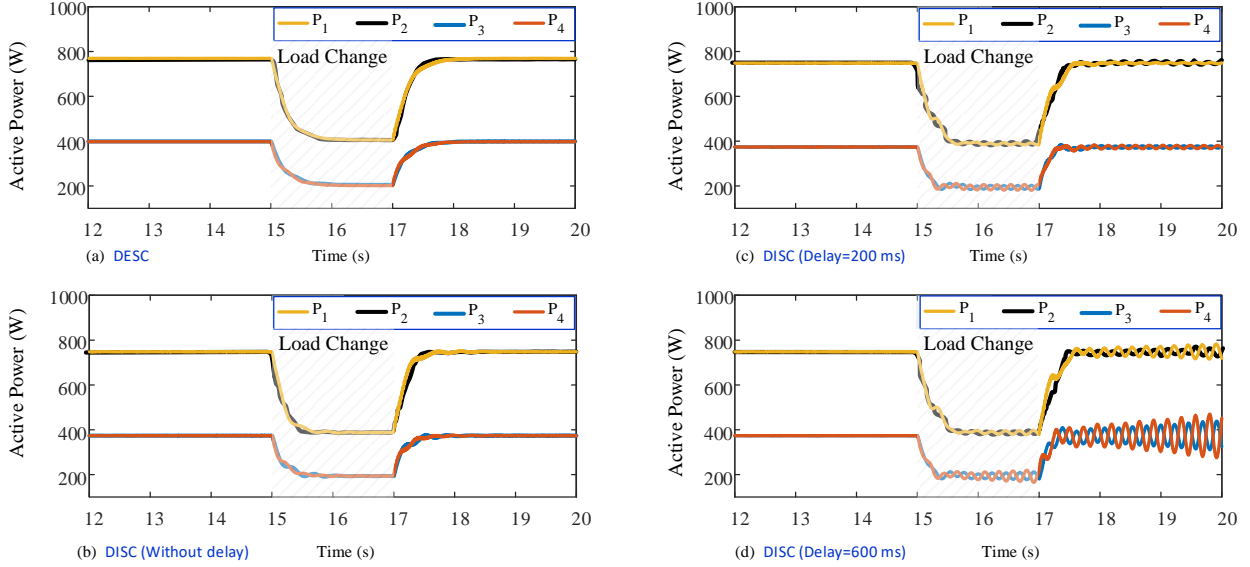 1000
P1 P2 P3 P4
Load Change
800
600
400
200
Active Power (W)
12 13 14 15 16 17 18 19 20
(a) DESC Time (s)
1000
P1 P2 P3 P4
Load Change
800
600
400
200
Active Power (W)
12 13 14 15 16 17 18 19 20
(b) DISC (Without delay) Time (s)
1000
P1 P2 P3 P4
Load Change
800
600
400
200
Active Power (W)
12 13 14 15 16 17 18 19 20
(c) DISC (Delay=200 ms) Time (s)
1000
P1 P2 P3 P4
Load Change
800
600
400
200
Active Power (W)
12 13 14 15 16 17 18 19 20
(d) DISC (Delay=600 ms) Time (s)